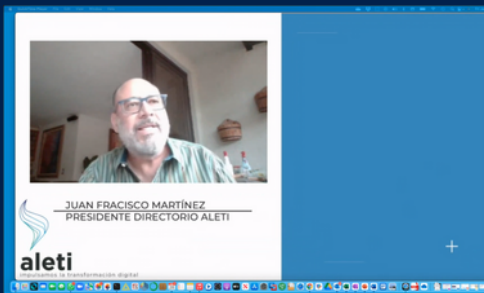 JUAN FRACISCO MARTÍNEZ
PRESIDENTE DIRECTORIO ALETI
aleti
impulsamos la transformación digital